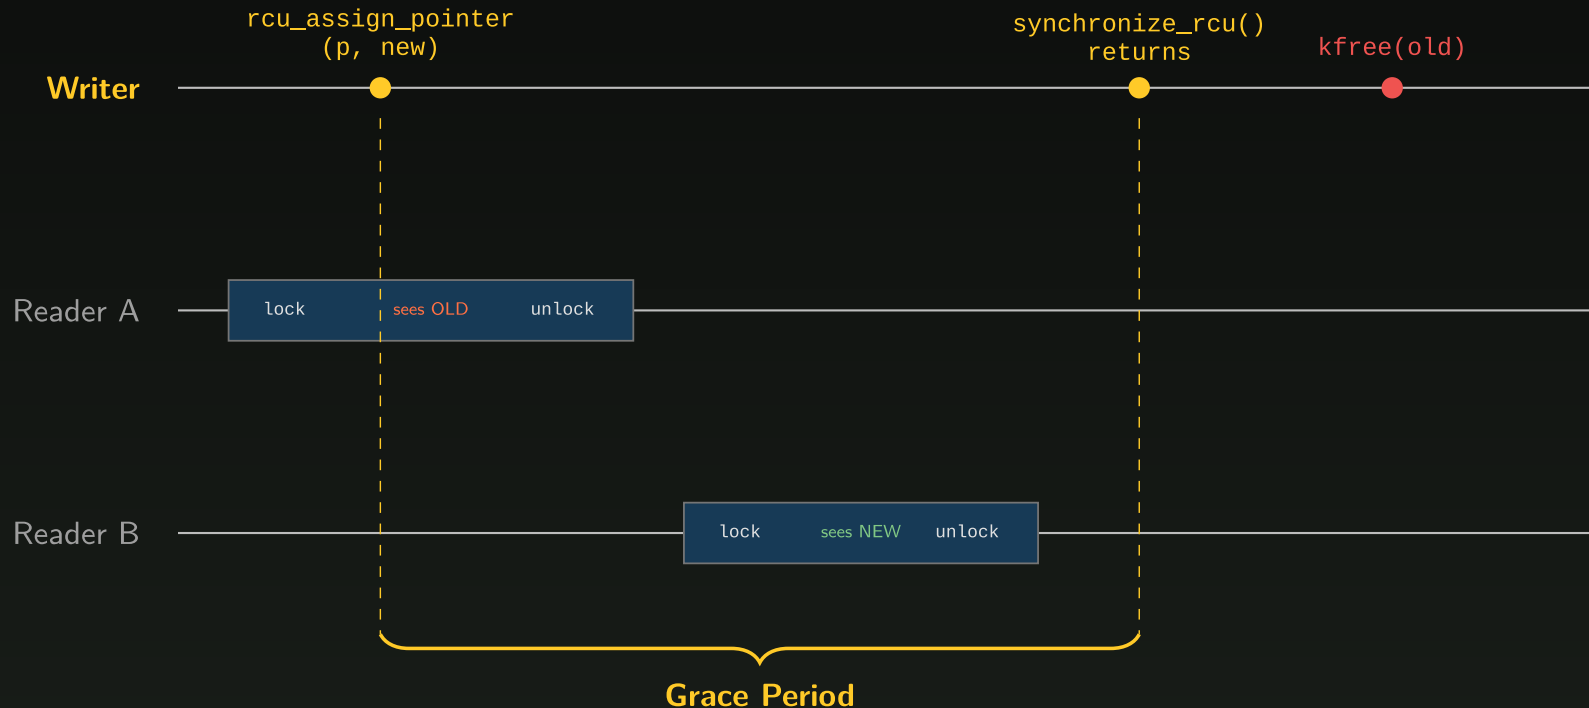 rcu_assign_pointer
(p, new)
synchronize_rcu()
returns
kfree(old)
Writer
Reader A
lock
sees OLD
unlock
Reader B
lock
sees NEW
unlock
Grace Period